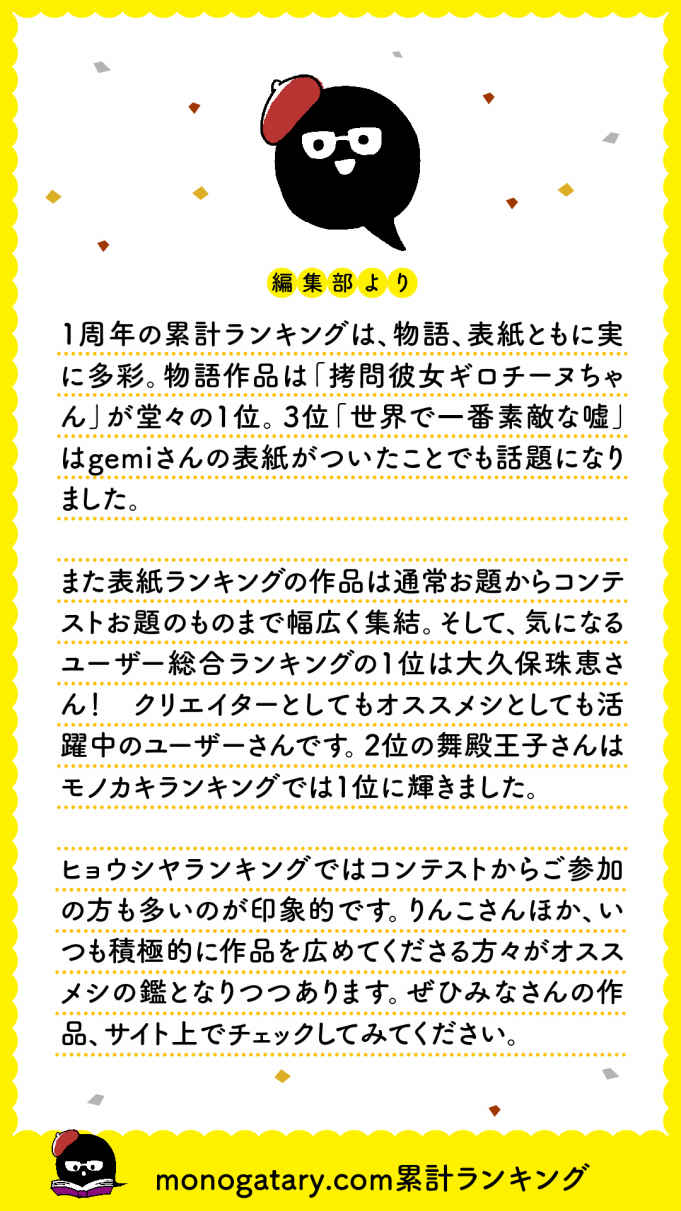 編集部より
1周年の累計ランキングは、物語、表紙ともに実
に多彩。物語作品は「拷問彼女ギロチーヌちゃ
ん」が堂々の1位。3位「世界で一番素敵な嘘」
はgemiさんの表紙がついたことでも話題になり
ました。
また表紙ランキングの作品は通常お題からコンテ
ストお題のものまで幅広く集結。そして、気になる
ユーザー総合ランキングの1位は大久保珠恵さ
ん！　クリエイターとしてもオススメシとしても活
躍中のユーザーさんです。2位の舞殿王子さんは
モノカキランキングでは1位に輝きました。
ヒョウシヤランキングではコンテストからご参加
の方も多いのが印象的です。りんこさんほか、い
つも積極的に作品を広めてくださる方々がオスス
メシの鑑となりつつあります。ぜひみなさんの作
品、サイト上でチェックしてみてください。
monogatary.com累計ランキング